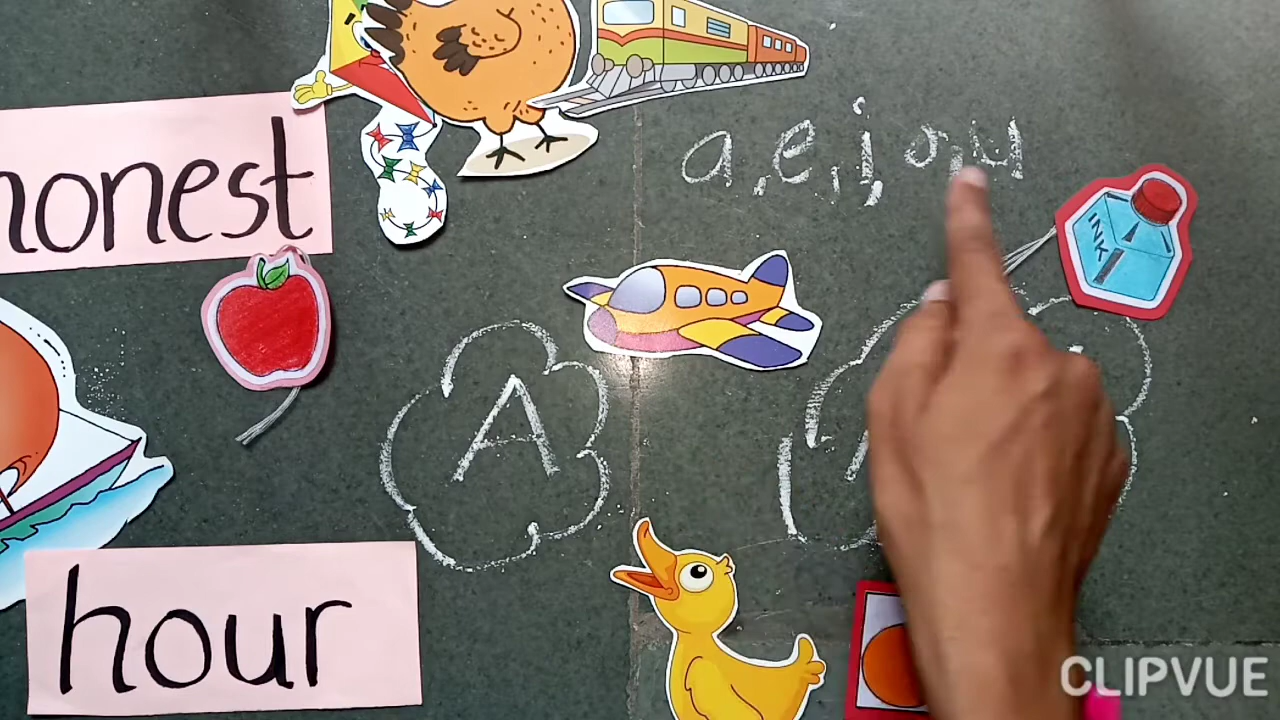 honest
a, e, i, o, u
INK
A
hour
CLIPVUE